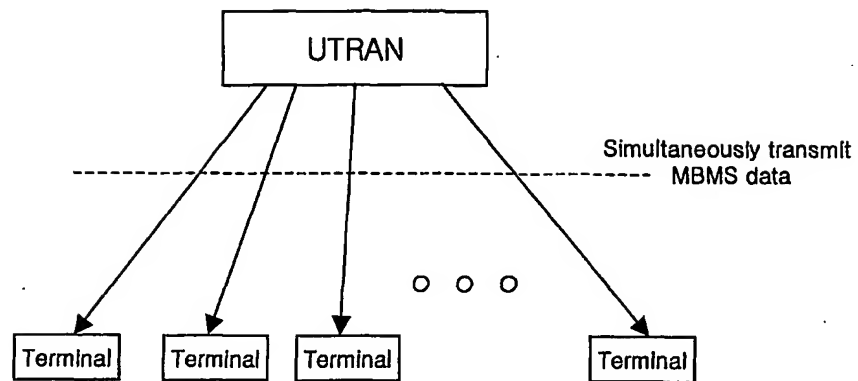 UTRAN
Simultaneously transmit
MBMS data
Terminal Terminal Terminal Terminal